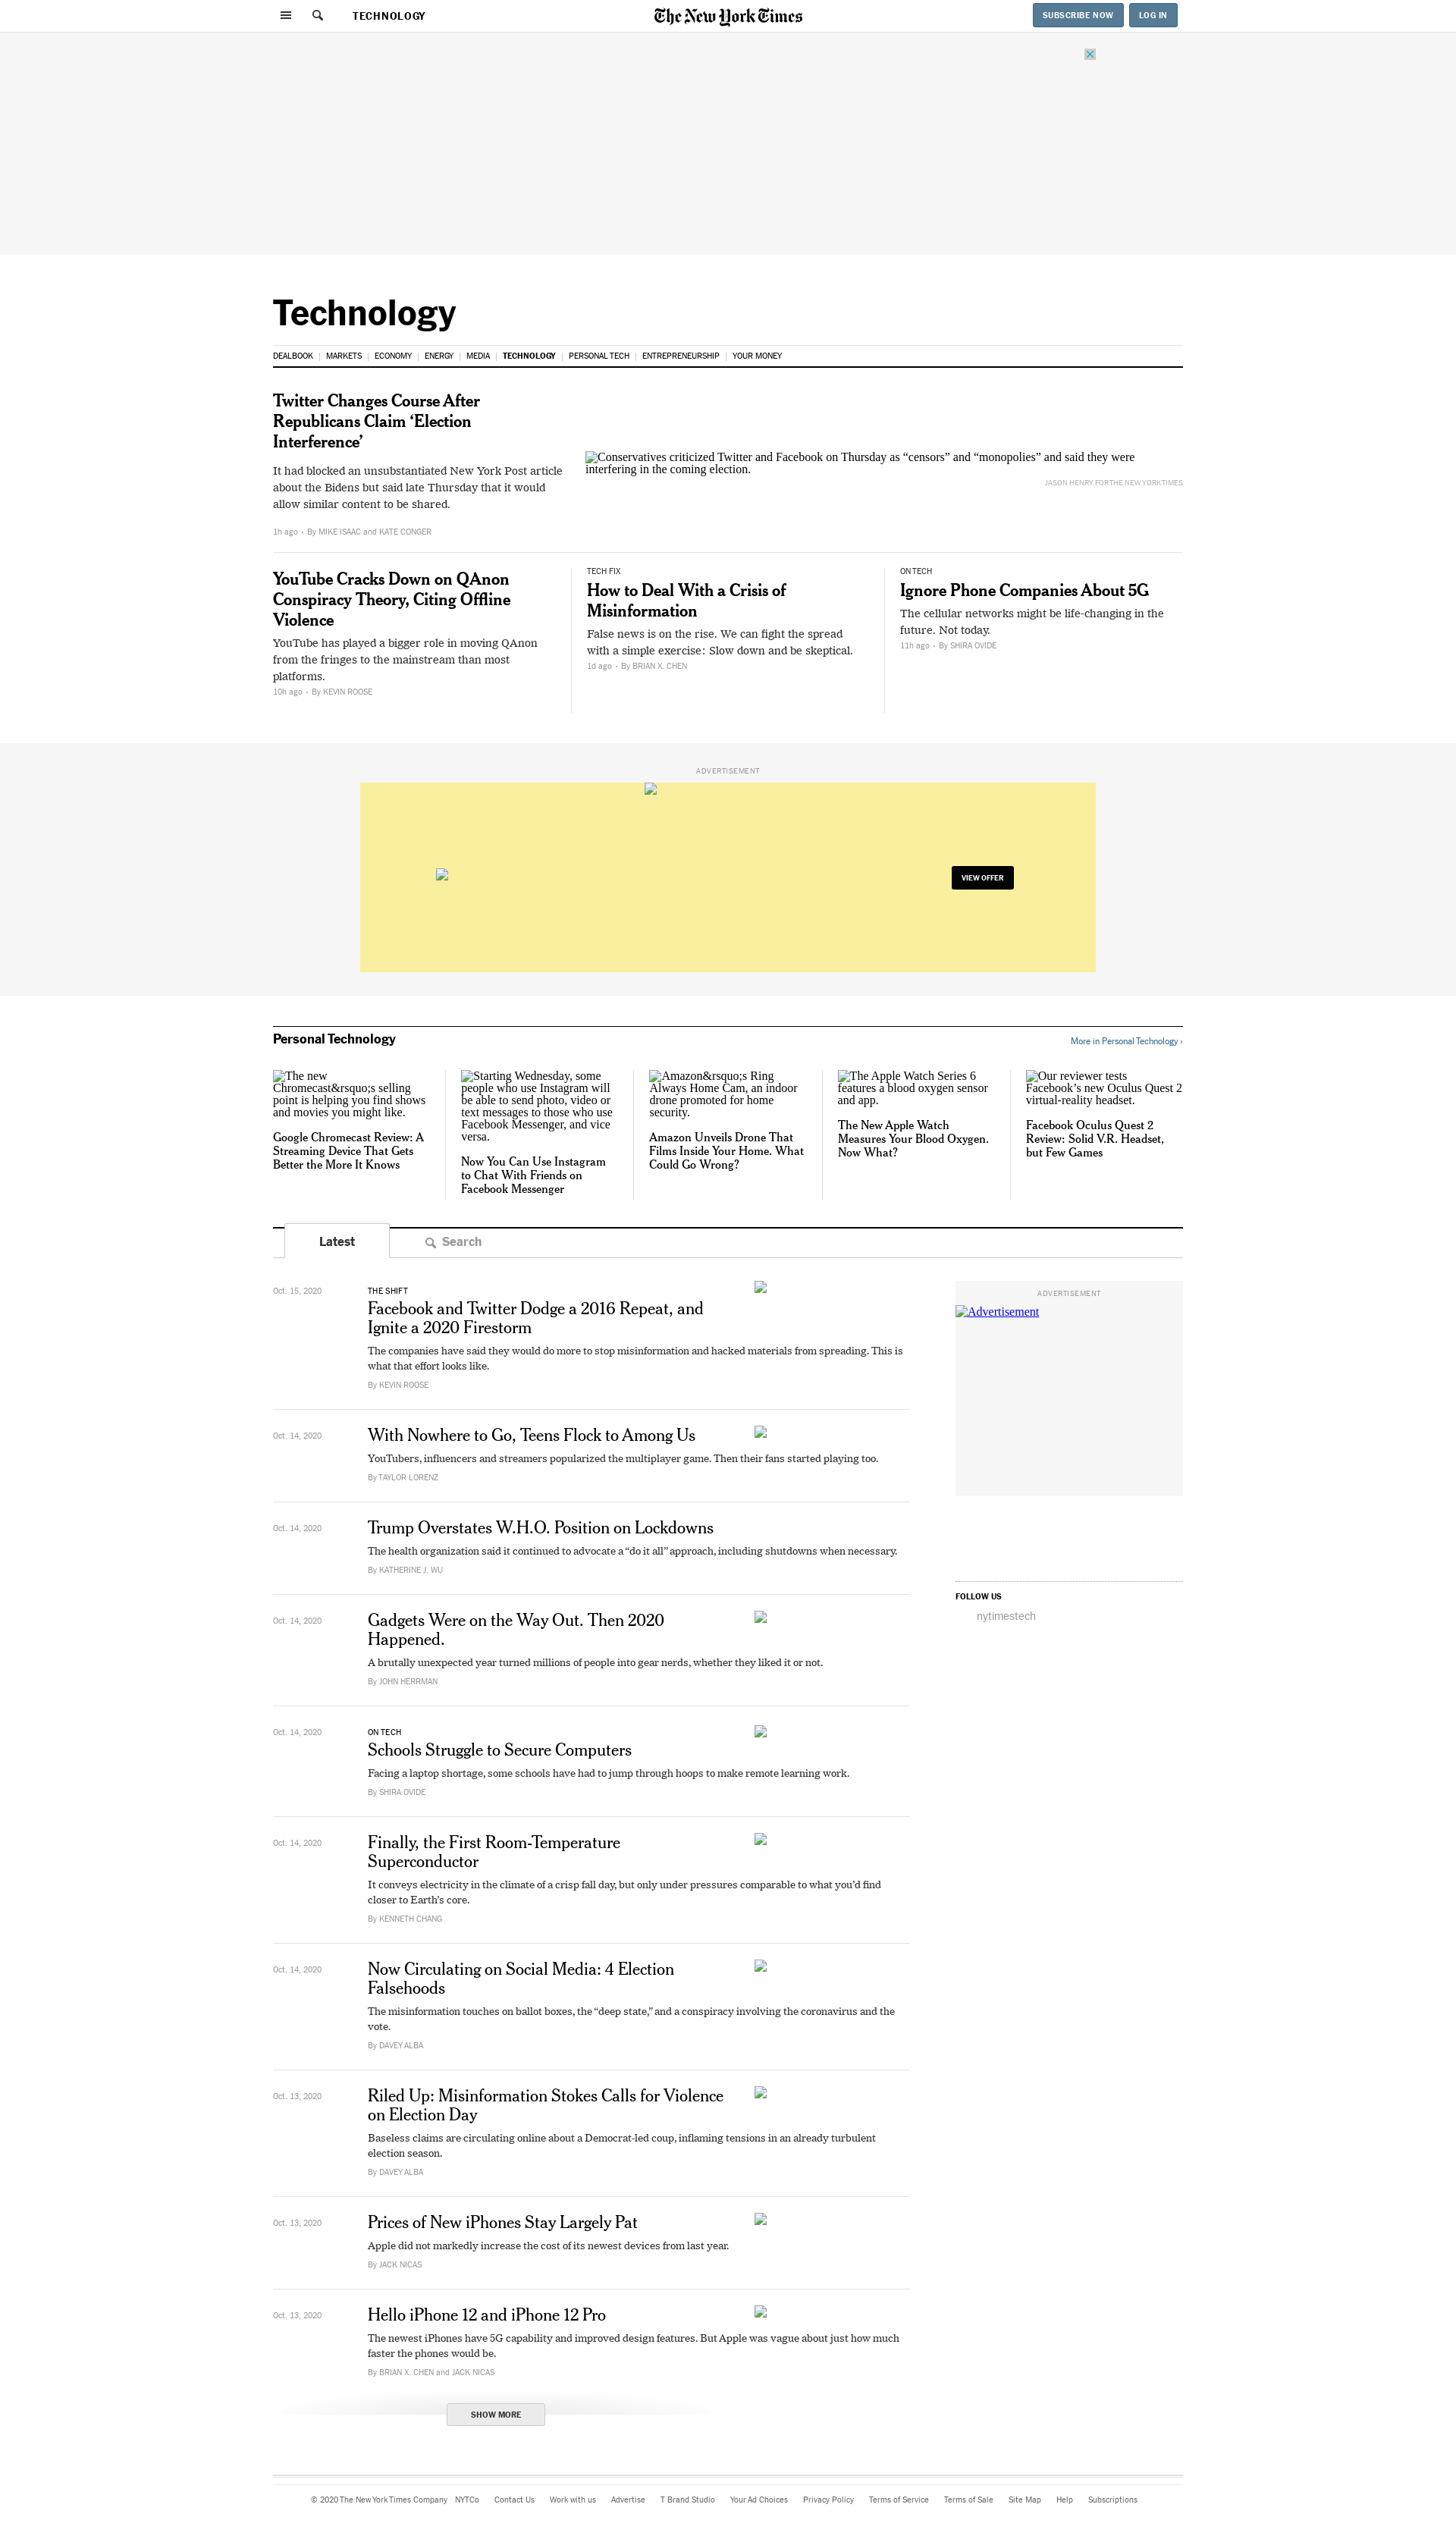 TECHNOLOGY
The New York Times
SUBSCRIBE NOW
LOG IN
Technology
DEALBOOK
MARKETS
ECONOMY
ENERGY
MEDIA
TECHNOLOGY
PERSONAL TECH
ENTREPRENEURSHIP
YOUR MONEY
Twitter Changes Course After
Republicans Claim ‘Election
Interference’
It had blocked an unsubstantiated New York Post article
about the Bidens but said late Thursday that it would
allow similar content to be shared.
1h ago • By MIKE ISAAC and KATE CONGER
Conservatives criticized Twitter and Facebook on Thursday as “censors” and “monopolies” and said they were
interfering in the coming election.
JASON HENRY FOR THE NEW YORK TIMES
YouTube Cracks Down on QAnon
Conspiracy Theory, Citing Offline
Violence
YouTube has played a bigger role in moving QAnon
from the fringes to the mainstream than most
platforms.
10h ago • By KEVIN ROOSE
TECH FIX
How to Deal With a Crisis of
Misinformation
False news is on the rise. We can fight the spread
with a simple exercise: Slow down and be skeptical.
1d ago • By BRIAN X. CHEN
ON TECH
Ignore Phone Companies About 5G
The cellular networks might be life-changing in the
future. Not today.
11h ago • By SHIRA OVIDE
ADVERTISEMENT
VIEW OFFER
Personal Technology
More in Personal Technology ›
The new
Chromecast&rsquo;s selling
point is helping you find shows
and movies you might like.
Google Chromecast Review: A
Streaming Device That Gets
Better the More It Knows
Starting Wednesday, some
people who use Instagram will
be able to send photo, video or
text messages to those who use
Facebook Messenger, and vice
versa.
Now You Can Use Instagram
to Chat With Friends on
Facebook Messenger
Amazon&rsquo;s Ring
Always Home Cam, an indoor
drone promoted for home
security.
Amazon Unveils Drone That
Films Inside Your Home. What
Could Go Wrong?
The Apple Watch Series 6
features a blood oxygen sensor
and app.
The New Apple Watch
Measures Your Blood Oxygen.
Now What?
Our reviewer tests
Facebook’s new Oculus Quest 2
virtual-reality headset.
Facebook Oculus Quest 2
Review: Solid V.R. Headset,
but Few Games
Latest
Search
Oct. 15, 2020
THE SHIFT
Facebook and Twitter Dodge a 2016 Repeat, and
Ignite a 2020 Firestorm
The companies have said they would do more to stop misinformation and hacked materials from spreading. This is
what that effort looks like.
By KEVIN ROOSE
Oct. 14, 2020
With Nowhere to Go, Teens Flock to Among Us
YouTubers, influencers and streamers popularized the multiplayer game. Then their fans started playing too.
By TAYLOR LORENZ
Oct. 14, 2020
Trump Overstates W.H.O. Position on Lockdowns
The health organization said it continued to advocate a “do it all” approach, including shutdowns when necessary.
By KATHERINE J. WU
Oct. 14, 2020
Gadgets Were on the Way Out. Then 2020
Happened.
A brutally unexpected year turned millions of people into gear nerds, whether they liked it or not.
By JOHN HERRMAN
Oct. 14, 2020
ON TECH
Schools Struggle to Secure Computers
Facing a laptop shortage, some schools have had to jump through hoops to make remote learning work.
By SHIRA OVIDE
Oct. 14, 2020
Finally, the First Room-Temperature
Superconductor
It conveys electricity in the climate of a crisp fall day, but only under pressures comparable to what you’d find
closer to Earth’s core.
By KENNETH CHANG
Oct. 14, 2020
Now Circulating on Social Media: 4 Election
Falsehoods
The misinformation touches on ballot boxes, the “deep state,” and a conspiracy involving the coronavirus and the
vote.
By DAVEY ALBA
Oct. 13, 2020
Riled Up: Misinformation Stokes Calls for Violence
on Election Day
Baseless claims are circulating online about a Democrat-led coup, inflaming tensions in an already turbulent
election season.
By DAVEY ALBA
Oct. 13, 2020
Prices of New iPhones Stay Largely Pat
Apple did not markedly increase the cost of its newest devices from last year.
By JACK NICAS
Oct. 13, 2020
Hello iPhone 12 and iPhone 12 Pro
The newest iPhones have 5G capability and improved design features. But Apple was vague about just how much
faster the phones would be.
By BRIAN X. CHEN and JACK NICAS
SHOW MORE
ADVERTISEMENT
Advertisement
FOLLOW US
nytimestech
© 2020 The New York Times Company
NYTCo
Contact Us
Work with us
Advertise
T Brand Studio
Your Ad Choices
Privacy Policy
Terms of Service
Terms of Sale
Site Map
Help
Subscriptions